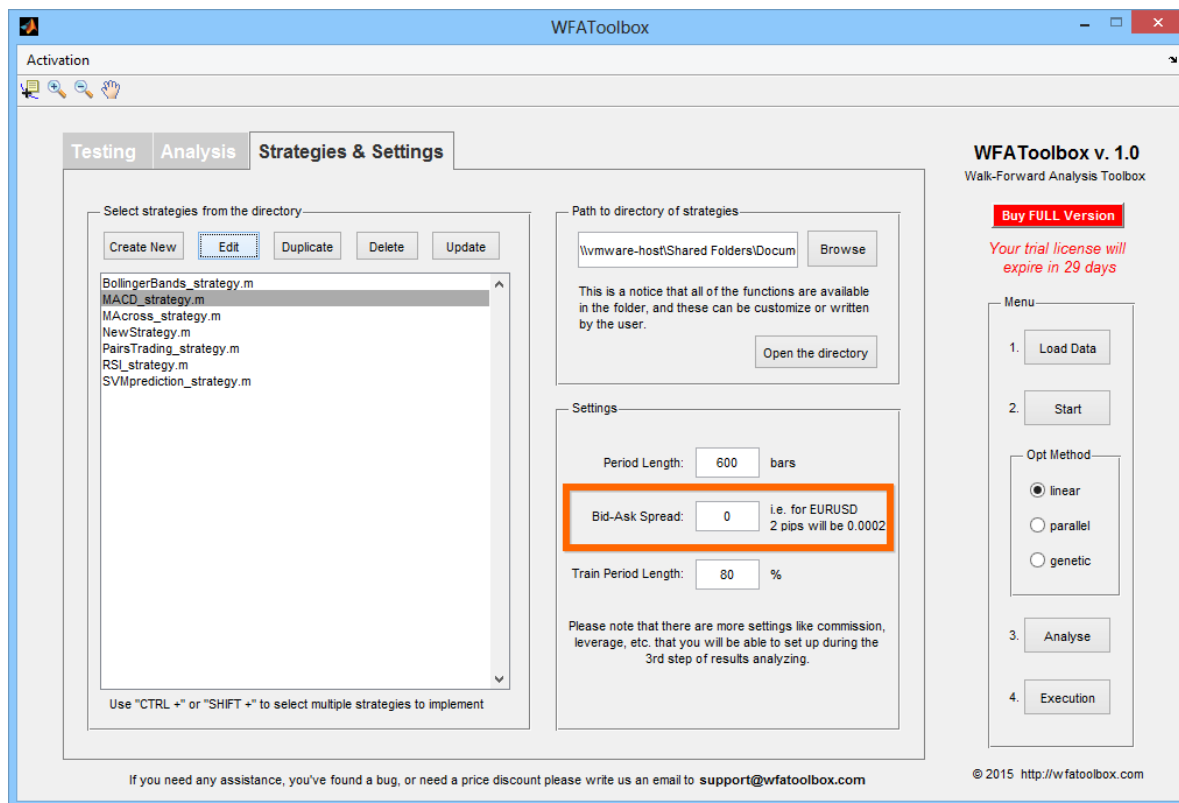 WFAToolbox
Activation
Testing
Analysis
Strategies & Settings
Select strategies from the directory
Create New
Edit
Duplicate
Delete
Update
BollingerBands_strategy.m
MACD_strategy.m
MAcross_strategy.m
NewStrategy.m
PairsTrading_strategy.m
RSI_strategy.m
SVMprediction_strategy.m
Use "CTRL +" or "SHIFT +" to select multiple strategies to implement
Path to directory of strategies
\\vmware-host\Shared Folders\Docum
Browse
This is a notice that all of the functions are available
in the folder, and these can be customize or written
by the user.
Open the directory
Settings
Period Length: 600 bars
Bid-Ask Spread: 0
i.e. for EURUSD
2 pips will be 0.0002
Train Period Length: 80 %
Please note that there are more settings like commission,
leverage, etc. that you will be able to set up during the
3rd step of results analyzing.
WFAToolbox v. 1.0
Walk-Forward Analysis Toolbox
Buy FULL Version
Your trial license will
expire in 29 days
Menu
1. Load Data
2. Start
Opt Method
linear
parallel
genetic
3. Analyse
4. Execution
If you need any assistance, you've found a bug, or need a price discount please write us an email to support@wfatoolbox.com
© 2015 http://wfatoolbox.com